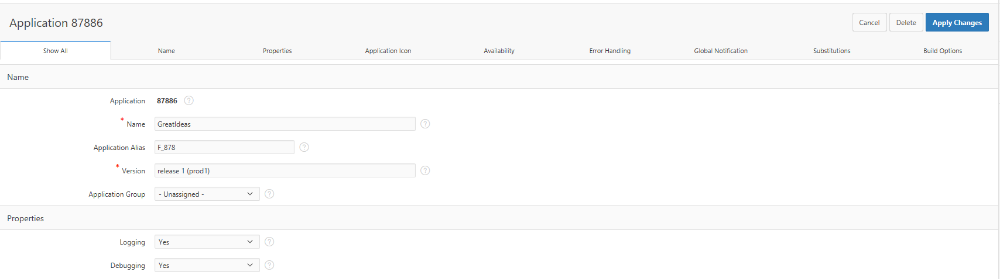 Application 87886
Cancel Delete Apply Changes
Show All Name Properties Application Icon Availability Error Handling Global Notification Substitutions Build Options
Name
Application 87886 ?
* Name GreatIdeas ?
Application Alias F_878 ?
* Version release 1 (prod1) ?
Application Group - Unassigned - ?
Properties
Logging Yes ?
Debugging Yes ?